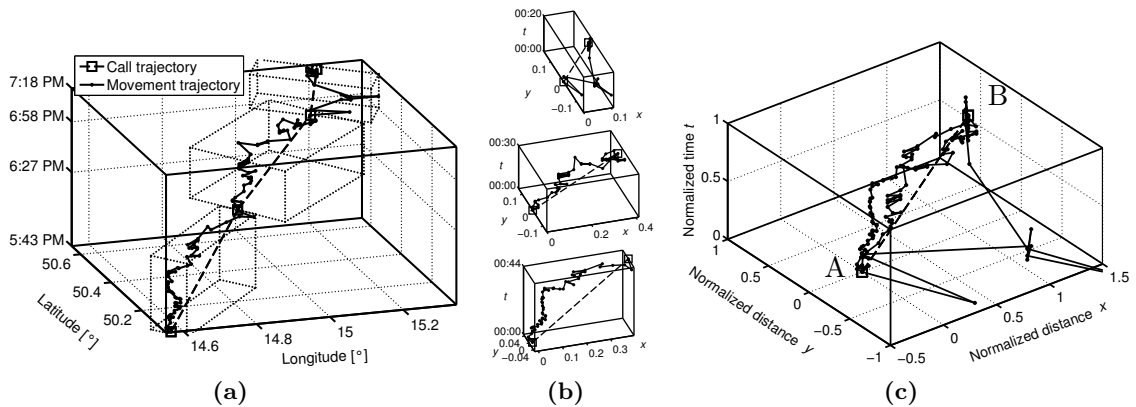 Call trajectory
Movement trajectory
7:18 PM
6:58 PM
6:27 PM
5:43 PM
50.6
50.4
50.2
Latitude [°]
14.6
14.8
15
15.2
Longitude [°]
(a)
00:20
t
00:00
0.1
y
0
−0.1
0
0.1
x
00:30
t
00:00
y
0
−0.1
0
0.2
0.4
x
00:44
t
00:00
0.04
y
−0.04
0
0.1
0.2
0.3
x
(b)
1
0.5
0
Normalized time t
1
0.5
0
−0.5
−1
Normalized distance y
−0.5
0
0.5
1
1.5
Normalized distance x
A
B
(c)